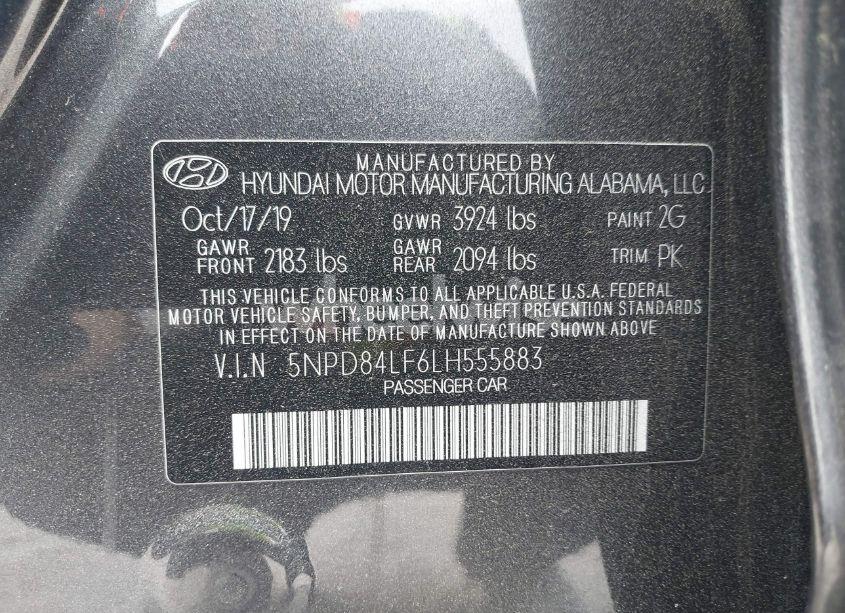 MANUFACTURED BY
HYUNDAI MOTOR MANUFACTURING ALABAMA, LLC
Oct/17/19 GVWR 3924 lbs PAINT 2G
GAWR FRONT 2183 lbs GAWR REAR 2094 lbs TRIM PK
THIS VEHICLE CONFORMS TO ALL APPLICABLE U.S.A. FEDERAL
MOTOR VEHICLE SAFETY, BUMPER, AND THEFT PREVENTION STANDARDS
IN EFFECT ON THE DATE OF MANUFACTURE SHOWN ABOVE
V.I.N 5NPD84LF6LH555883
PASSENGER CAR